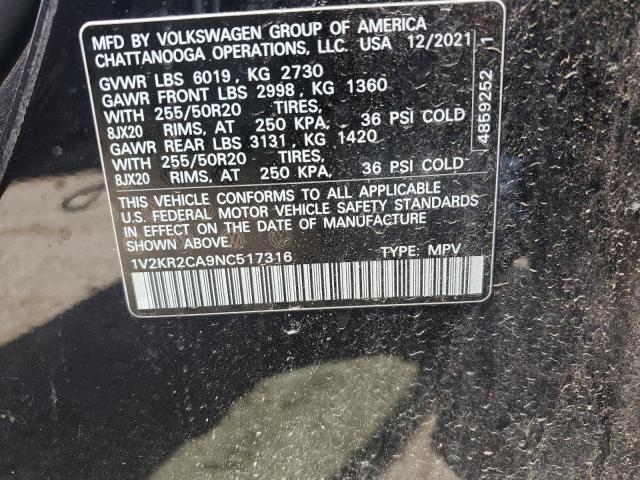 MFD BY VOLKSWAGEN GROUP OF AMERICA
CHATTANOOGA OPERATIONS, LLC. USA 12/2021
GVWR LBS 6019, KG 2730
GAWR FRONT LBS 2998, KG 1360
WITH 255/50R20 TIRES,
8JX20 RIMS, AT 250 KPA, 36 PSI COLD
GAWR REAR LBS 3131, KG 1420
WITH 255/50R20 TIRES,
8JX20 RIMS, AT 250 KPA, 36 PSI COLD
THIS VEHICLE CONFORMS TO ALL APPLICABLE
U.S. FEDERAL MOTOR VEHICLE SAFETY STANDARDS
IN EFFECT ON THE DATE OF MANUFACTURE
SHOWN ABOVE.
1V2KR2CA9NC517316 TYPE: MPV
4859252 1